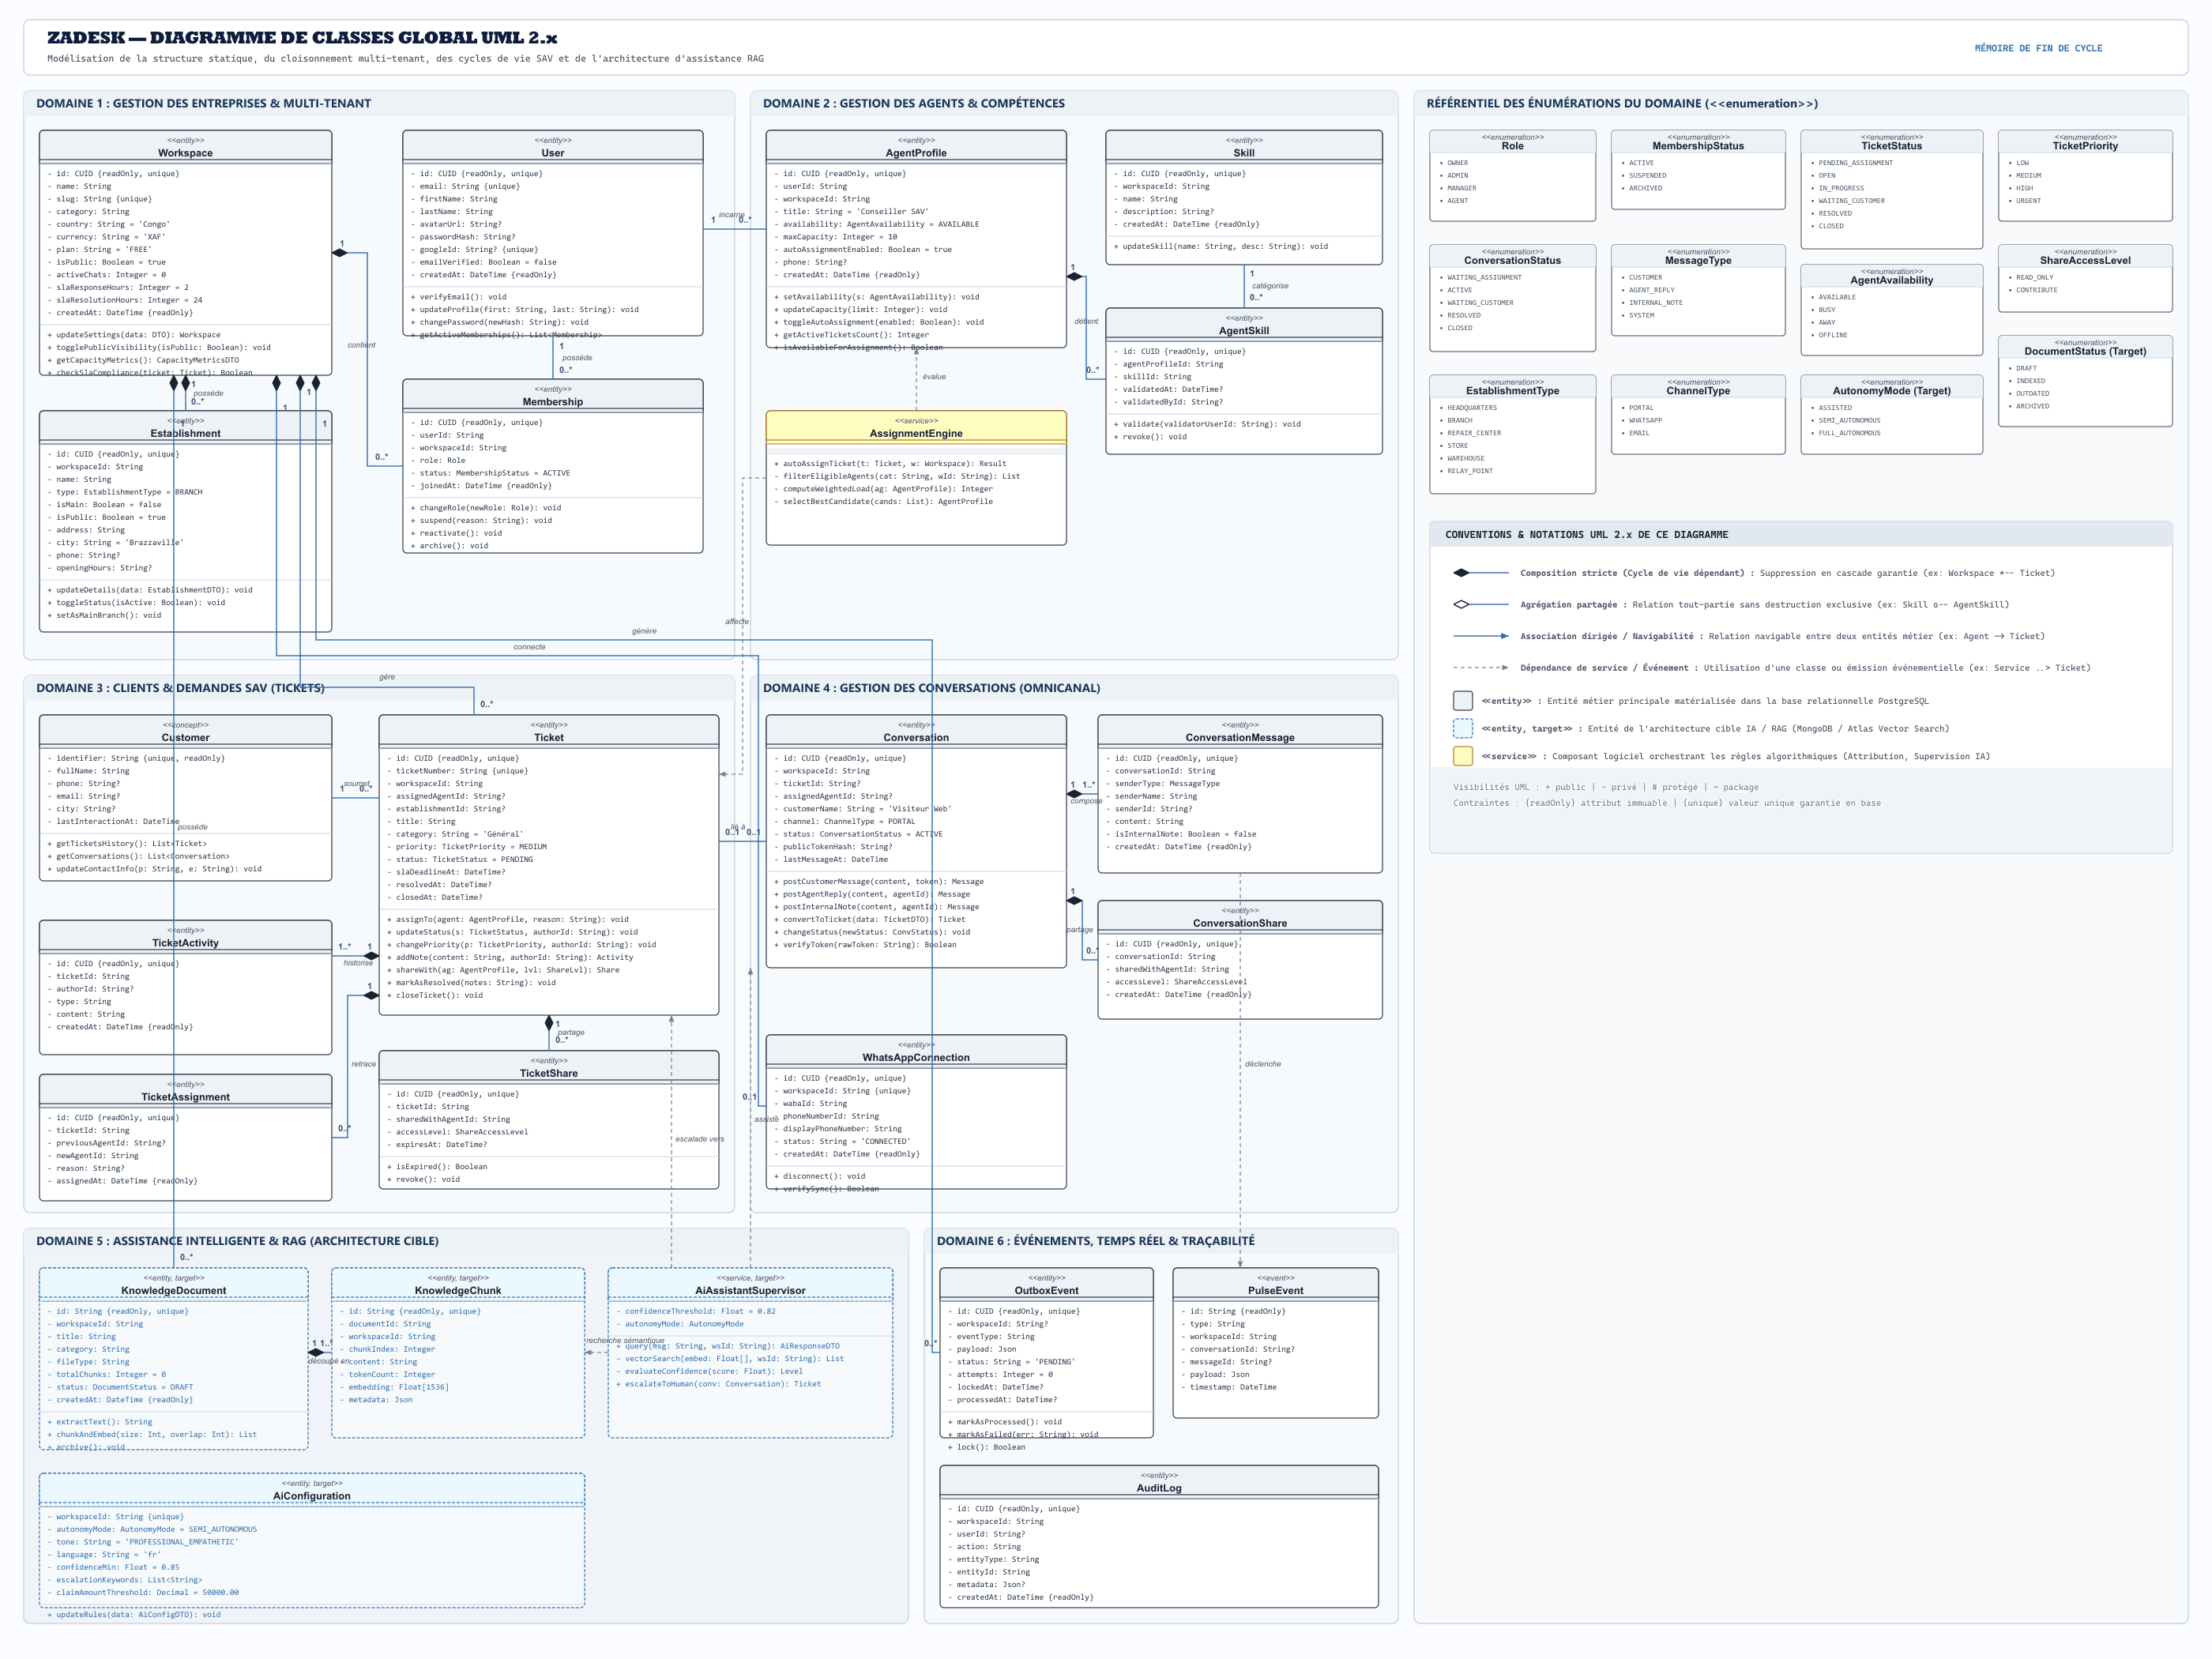 ZADESK — DIAGRAMME DE CLASSES GLOBAL UML 2.x
Modélisation de la structure statique, du cloisonnement multi-tenant, des cycles de vie SAV et de l'architecture d'assistance RAG
MÉMOIRE DE FIN DE CYCLE
DOMAINE 1 : GESTION DES ENTREPRISES & MULTI-TENANT
<<entity>>
Workspace
- id: CUID {readOnly, unique}
- name: String
- slug: String {unique}
- category: String
- country: String = 'Congo'
- currency: String = 'XAF'
- plan: String = 'FREE'
- isPublic: Boolean = true
- activeChats: Integer = 0
- slaResponseHours: Integer = 2
- slaResolutionHours: Integer = 24
- createdAt: DateTime {readOnly}
+ updateSettings(data: DTO): Workspace
+ togglePublicVisibility(isPublic: Boolean): void
+ getCapacityMetrics(): CapacityMetricsDTO
+ checkSlaCompliance(ticket: Ticket): Boolean
1
contient
0..*
1
possède
0..*
1
1
1
1
<<entity>>
User
- id: CUID {readOnly, unique}
- email: String {unique}
- firstName: String
- lastName: String
- avatarUrl: String?
- passwordHash: String?
- googleId: String? {unique}
- emailVerified: Boolean = false
- createdAt: DateTime {readOnly}
+ verifyEmail(): void
+ updateProfile(first: String, last: String): void
+ changePassword(newHash: String): void
+ getActiveMemberships(): List<Membership>
1
possède
0..*
1
incarne
0..*
<<entity>>
Membership
- id: CUID {readOnly, unique}
- userId: String
- workspaceId: String
- role: Role
- status: MembershipStatus = ACTIVE
- joinedAt: DateTime {readOnly}
+ changeRole(newRole: Role): void
+ suspend(reason: String): void
+ reactivate(): void
+ archive(): void
<<entity>>
Establishment
- id: CUID {readOnly, unique}
- workspaceId: String
- name: String
- type: EstablishmentType = BRANCH
- isMain: Boolean = false
- isPublic: Boolean = true
- address: String
- city: String = 'Brazzaville'
- phone: String?
- openingHours: String?
+ updateDetails(data: EstablishmentDTO): void
+ toggleStatus(isActive: Boolean): void
+ setAsMainBranch(): void
génère
connecte
DOMAINE 2 : GESTION DES AGENTS & COMPÉTENCES
<<entity>>
AgentProfile
- id: CUID {readOnly, unique}
- userId: String
- workspaceId: String
- title: String = 'Conseiller SAV'
- availability: AgentAvailability = AVAILABLE
- maxCapacity: Integer = 10
- autoAssignmentEnabled: Boolean = true
- phone: String?
- createdAt: DateTime {readOnly}
+ setAvailability(s: AgentAvailability): void
+ updateCapacity(limit: Integer): void
+ toggleAutoAssignment(enabled: Boolean): void
+ getActiveTicketsCount(): Integer
+ isAvailableForAssignment(): Boolean
1
détient
0..*
évalue
<<entity>>
Skill
- id: CUID {readOnly, unique}
- workspaceId: String
- name: String
- description: String?
- createdAt: DateTime {readOnly}
+ updateSkill(name: String, desc: String): void
1
catégorise
0..*
<<entity>>
AgentSkill
- id: CUID {readOnly, unique}
- agentProfileId: String
- skillId: String
- validatedAt: DateTime?
- validatedById: String?
+ validate(validatorUserId: String): void
+ revoke(): void
<<service>>
AssignmentEngine
+ autoAssignTicket(t: Ticket, w: Workspace): Result
- filterEligibleAgents(cat: String, wId: String): List
- computeWeightedLoad(ag: AgentProfile): Integer
- selectBestCandidate(cands: List): AgentProfile
affecte
DOMAINE 3 : CLIENTS & DEMANDES SAV (TICKETS)
gère
0..*
<<concept>>
Customer
- identifier: String {unique, readOnly}
- fullName: String
- phone: String?
- email: String?
- city: String?
- lastInteractionAt: DateTime
possède
+ getTicketsHistory(): List<Ticket>
+ getConversations(): List<Conversation>
+ updateContactInfo(p: String, e: String): void
1
soumet
0..*
<<entity>>
Ticket
- id: CUID {readOnly, unique}
- ticketNumber: String {unique}
- workspaceId: String
- assignedAgentId: String?
- establishmentId: String?
- title: String
- category: String = 'Général'
- priority: TicketPriority = MEDIUM
- status: TicketStatus = PENDING
- slaDeadlineAt: DateTime?
- resolvedAt: DateTime?
- closedAt: DateTime?
+ assignTo(agent: AgentProfile, reason: String): void
+ updateStatus(s: TicketStatus, authorId: String): void
+ changePriority(p: TicketPriority, authorId: String): void
+ addNote(content: String, authorId: String): Activity
+ shareWith(ag: AgentProfile, lvl: ShareLvl): Share
+ markAsResolved(notes: String): void
+ closeTicket(): void
0..1
lié à
0..1
<<entity>>
TicketActivity
- id: CUID {readOnly, unique}
- ticketId: String
- authorId: String?
- type: String
- content: String
- createdAt: DateTime {readOnly}
1..*
1
historise
1
retrace
0..*
<<entity>>
TicketAssignment
- id: CUID {readOnly, unique}
- ticketId: String
- previousAgentId: String?
- newAgentId: String
- reason: String?
- assignedAt: DateTime {readOnly}
1
partage
0..*
<<entity>>
TicketShare
- id: CUID {readOnly, unique}
- ticketId: String
- sharedWithAgentId: String
- accessLevel: ShareAccessLevel
- expiresAt: DateTime?
+ isExpired(): Boolean
+ revoke(): void
escalade vers
DOMAINE 4 : GESTION DES CONVERSATIONS (OMNICANAL)
<<entity>>
Conversation
- id: CUID {readOnly, unique}
- workspaceId: String
- ticketId: String?
- assignedAgentId: String?
- customerName: String = 'Visiteur Web'
- channel: ChannelType = PORTAL
- status: ConversationStatus = ACTIVE
- publicTokenHash: String?
- lastMessageAt: DateTime
+ postCustomerMessage(content, token): Message
+ postAgentReply(content, agentId): Message
+ postInternalNote(content, agentId): Message
+ convertToTicket(data: TicketDTO): Ticket
+ changeStatus(newStatus: ConvStatus): void
+ verifyToken(rawToken: String): Boolean
1
1..*
compose
1
partage
0..*
<<entity>>
ConversationMessage
- id: CUID {readOnly, unique}
- conversationId: String
- senderType: MessageType
- senderName: String
- senderId: String?
- content: String
- isInternalNote: Boolean = false
- createdAt: DateTime {readOnly}
<<entity>>
ConversationShare
- id: CUID {readOnly, unique}
- conversationId: String
- sharedWithAgentId: String
- accessLevel: ShareAccessLevel
- createdAt: DateTime {readOnly}
déclenche
<<entity>>
WhatsAppConnection
- id: CUID {readOnly, unique}
- workspaceId: String {unique}
- wabaId: String
- phoneNumberId: String
- displayPhoneNumber: String
- status: String = 'CONNECTED'
- createdAt: DateTime {readOnly}
+ disconnect(): void
+ verifySync(): Boolean
0..1
assiste
DOMAINE 5 : ASSISTANCE INTELLIGENTE & RAG (ARCHITECTURE CIBLE)
0..*
<<entity, target>>
KnowledgeDocument
- id: String {readOnly, unique}
- workspaceId: String
- title: String
- category: String
- fileType: String
- totalChunks: Integer = 0
- status: DocumentStatus = DRAFT
- createdAt: DateTime {readOnly}
+ extractText(): String
+ chunkAndEmbed(size: Int, overlap: Int): List
+ archive(): void
1
1..*
découpé en
<<entity, target>>
KnowledgeChunk
- id: String {readOnly, unique}
- documentId: String
- workspaceId: String
- chunkIndex: Integer
- content: String
- tokenCount: Integer
- embedding: Float[1536]
- metadata: Json
recherche sémantique
<<service, target>>
AiAssistantSupervisor
- confidenceThreshold: Float = 0.82
- autonomyMode: AutonomyMode
+ query(msg: String, wsId: String): AiResponseDTO
- vectorSearch(embed: Float[], wsId: String): List
- evaluateConfidence(score: Float): Level
+ escalateToHuman(conv: Conversation): Ticket
<<entity, target>>
AiConfiguration
- workspaceId: String {unique}
- autonomyMode: AutonomyMode = SEMI_AUTONOMOUS
- tone: String = 'PROFESSIONAL_EMPATHETIC'
- language: String = 'fr'
- confidenceMin: Float = 0.85
- escalationKeywords: List<String>
- claimAmountThreshold: Decimal = 50000.00
+ updateRules(data: AiConfigDTO): void
DOMAINE 6 : ÉVÉNEMENTS, TEMPS RÉEL & TRAÇABILITÉ
0..*
<<entity>>
OutboxEvent
- id: CUID {readOnly, unique}
- workspaceId: String?
- eventType: String
- payload: Json
- status: String = 'PENDING'
- attempts: Integer = 0
- lockedAt: DateTime?
- processedAt: DateTime?
+ markAsProcessed(): void
+ markAsFailed(err: String): void
+ lock(): Boolean
<<event>>
PulseEvent
- id: String {readOnly}
- type: String
- workspaceId: String
- conversationId: String?
- messageId: String?
- payload: Json
- timestamp: DateTime
<<entity>>
AuditLog
- id: CUID {readOnly, unique}
- workspaceId: String
- userId: String?
- action: String
- entityType: String
- entityId: String
- metadata: Json?
- createdAt: DateTime {readOnly}
RÉFÉRENTIEL DES ÉNUMÉRATIONS DU DOMAINE (<<enumeration>>)
<<enumeration>>
Role
• OWNER
• ADMIN
• MANAGER
• AGENT
<<enumeration>>
MembershipStatus
• ACTIVE
• SUSPENDED
• ARCHIVED
<<enumeration>>
TicketStatus
• PENDING_ASSIGNMENT
• OPEN
• IN_PROGRESS
• WAITING_CUSTOMER
• RESOLVED
• CLOSED
<<enumeration>>
TicketPriority
• LOW
• MEDIUM
• HIGH
• URGENT
<<enumeration>>
ConversationStatus
• WAITING_ASSIGNMENT
• ACTIVE
• WAITING_CUSTOMER
• RESOLVED
• CLOSED
<<enumeration>>
MessageType
• CUSTOMER
• AGENT_REPLY
• INTERNAL_NOTE
• SYSTEM
<<enumeration>>
AgentAvailability
• AVAILABLE
• BUSY
• AWAY
• OFFLINE
<<enumeration>>
ShareAccessLevel
• READ_ONLY
• CONTRIBUTE
<<enumeration>>
DocumentStatus (Target)
• DRAFT
• INDEXED
• OUTDATED
• ARCHIVED
<<enumeration>>
EstablishmentType
• HEADQUARTERS
• BRANCH
• REPAIR_CENTER
• STORE
• WAREHOUSE
• RELAY_POINT
<<enumeration>>
ChannelType
• PORTAL
• WHATSAPP
• EMAIL
<<enumeration>>
AutonomyMode (Target)
• ASSISTED
• SEMI_AUTONOMOUS
• FULL_AUTONOMOUS
CONVENTIONS & NOTATIONS UML 2.x DE CE DIAGRAMME
Composition stricte (Cycle de vie dépendant) : Suppression en cascade garantie (ex: Workspace *-- Ticket)
Agrégation partagée : Relation tout-partie sans destruction exclusive (ex: Skill o-- AgentSkill)
Association dirigée / Navigabilité : Relation navigable entre deux entités métier (ex: Agent --> Ticket)
Dépendance de service / Événement : Utilisation d'une classe ou émission événementielle (ex: Service ..> Ticket)
<<entity>> : Entité métier principale matérialisée dans la base relationnelle PostgreSQL
<<entity, target>> : Entité de l'architecture cible IA / RAG (MongoDB / Atlas Vector Search)
<<service>> : Composant logiciel orchestrant les règles algorithmiques (Attribution, Supervision IA)
Visibilités UML : + public | - privé | # protégé | ~ package
Contraintes : {readOnly} attribut immuable | {unique} valeur unique garantie en base